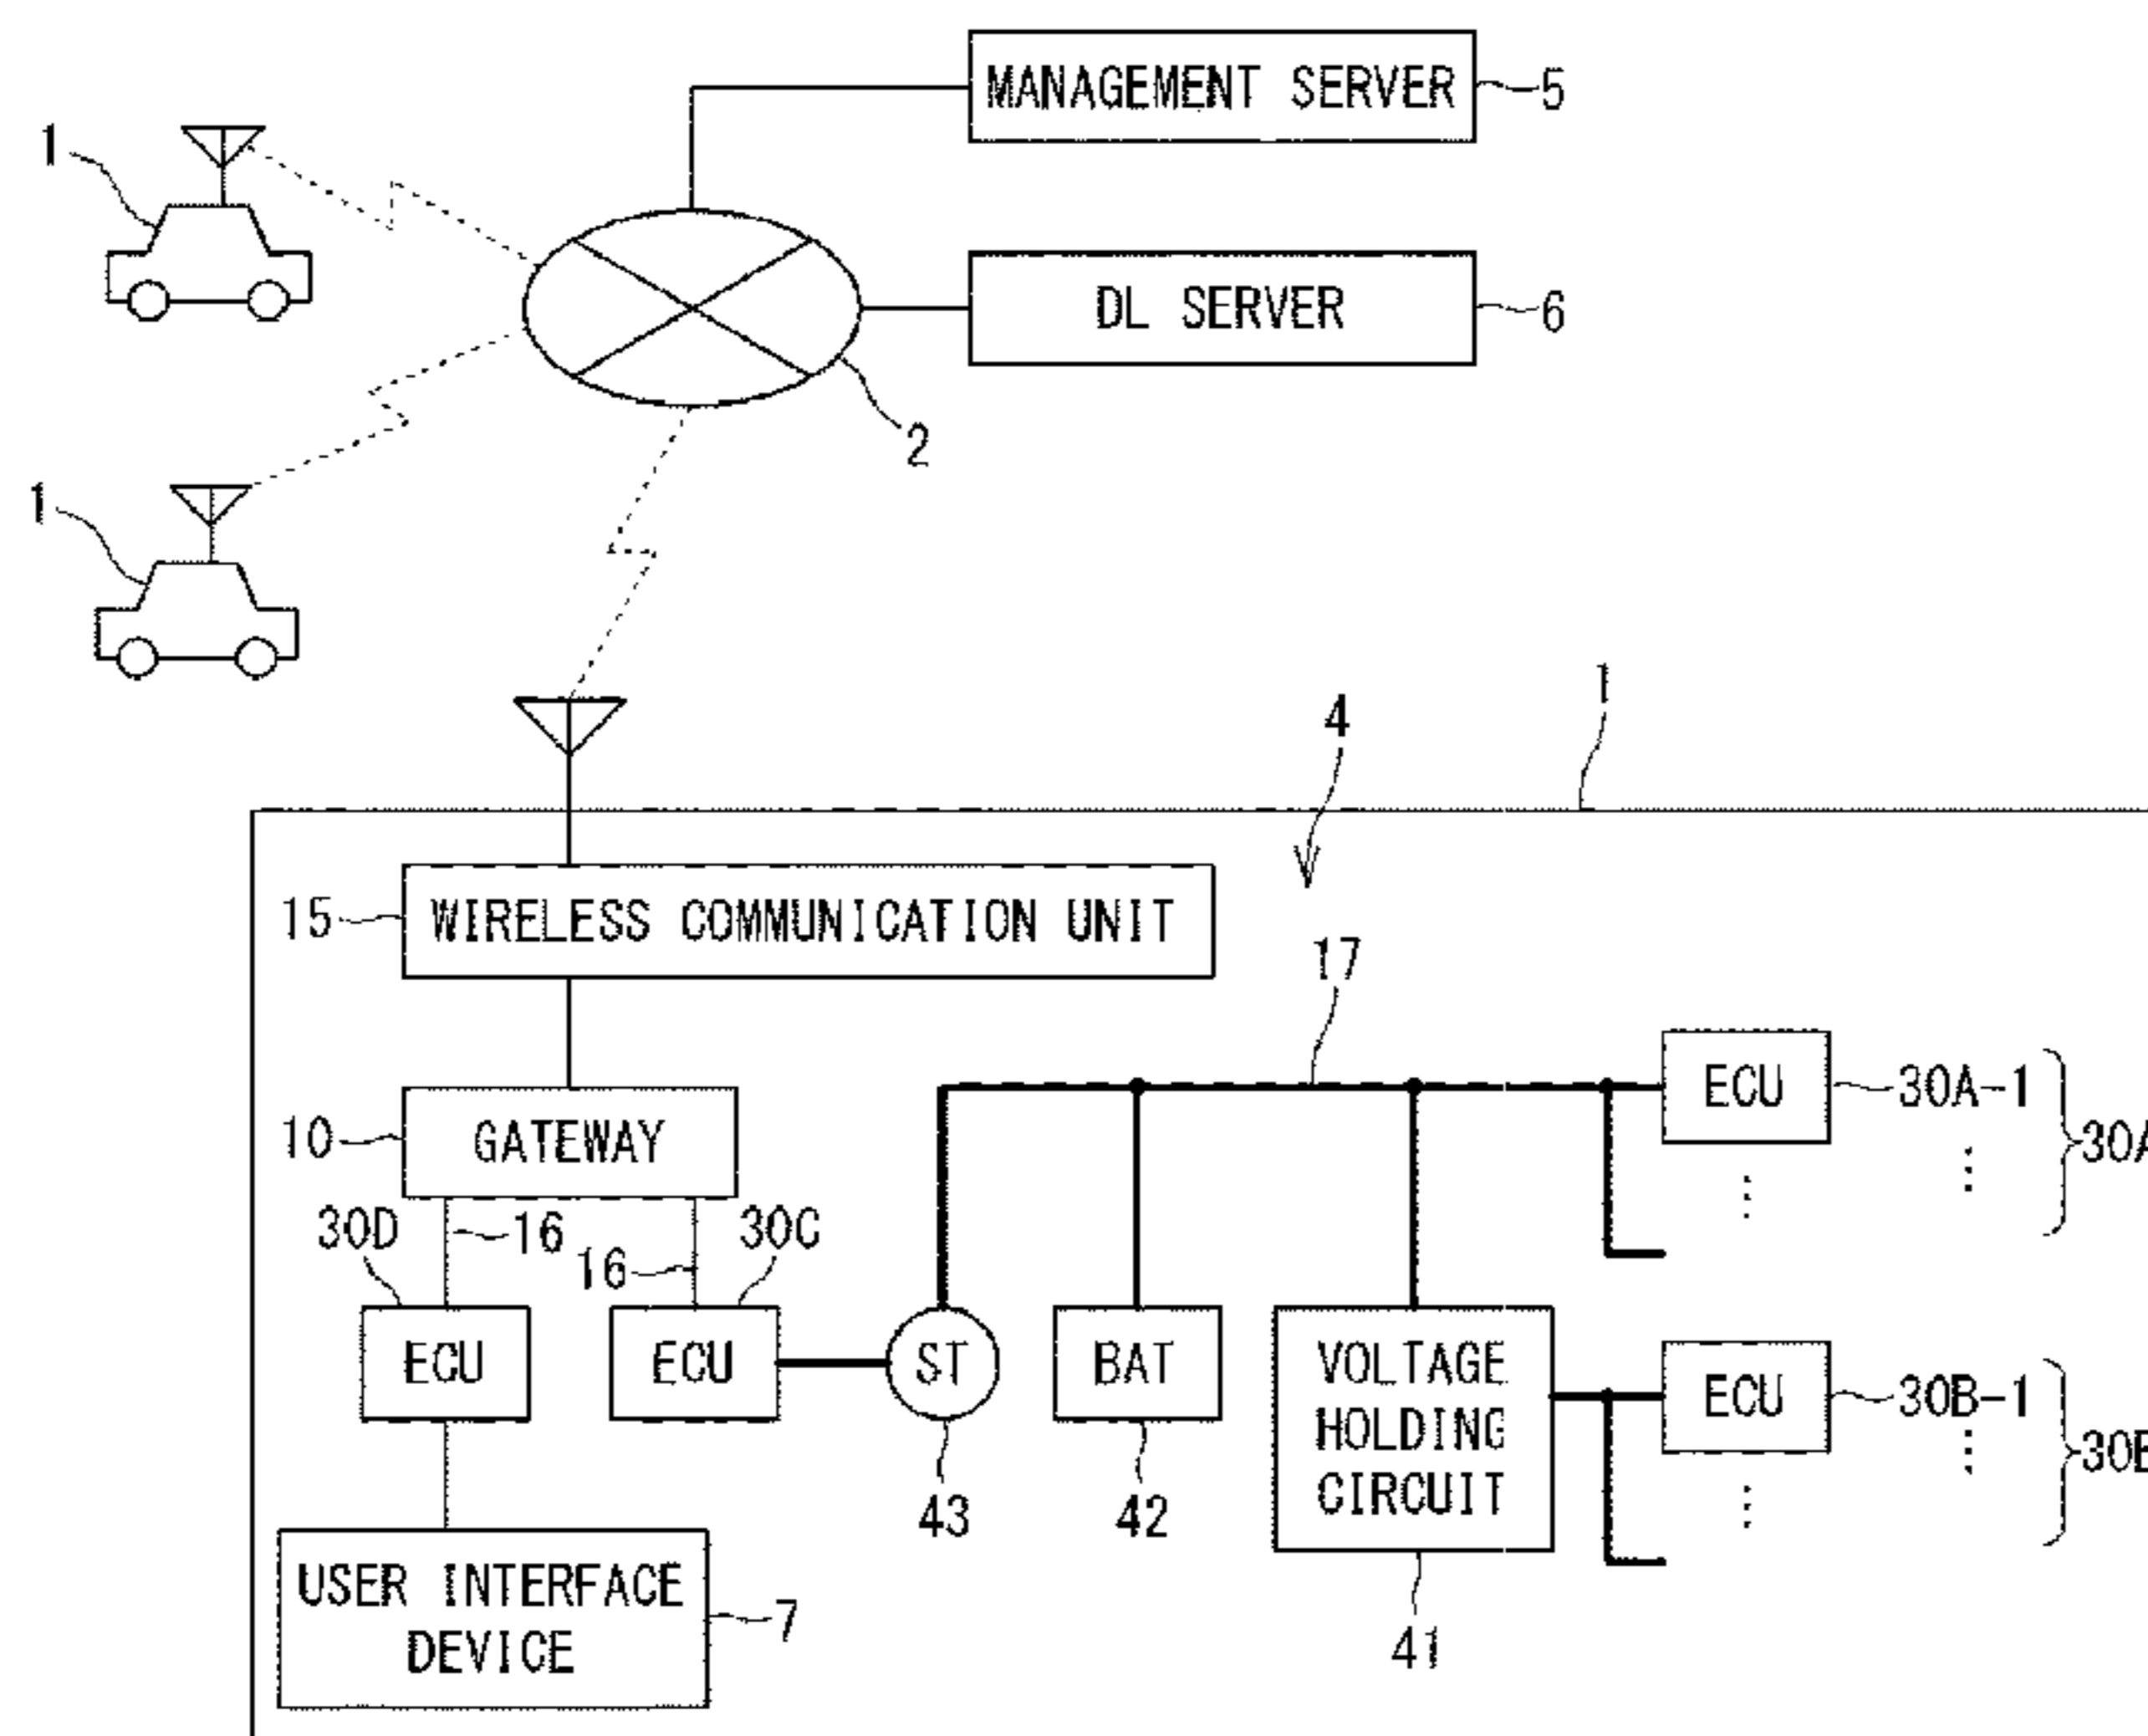 MANAGEMENT SERVER
5
1
DL SERVER
6
2
1
1
4
15
WIRELESS COMMUNICATION UNIT
17
ECU
30A-1
30A
10
GATEWAY
30D
16
16
30C
ECU
ECU
ST
BAT
VOLTAGE
HOLDING
CIRCUIT
ECU
30B-1
30B
43
42
41
USER INTERFACE
DEVICE
7